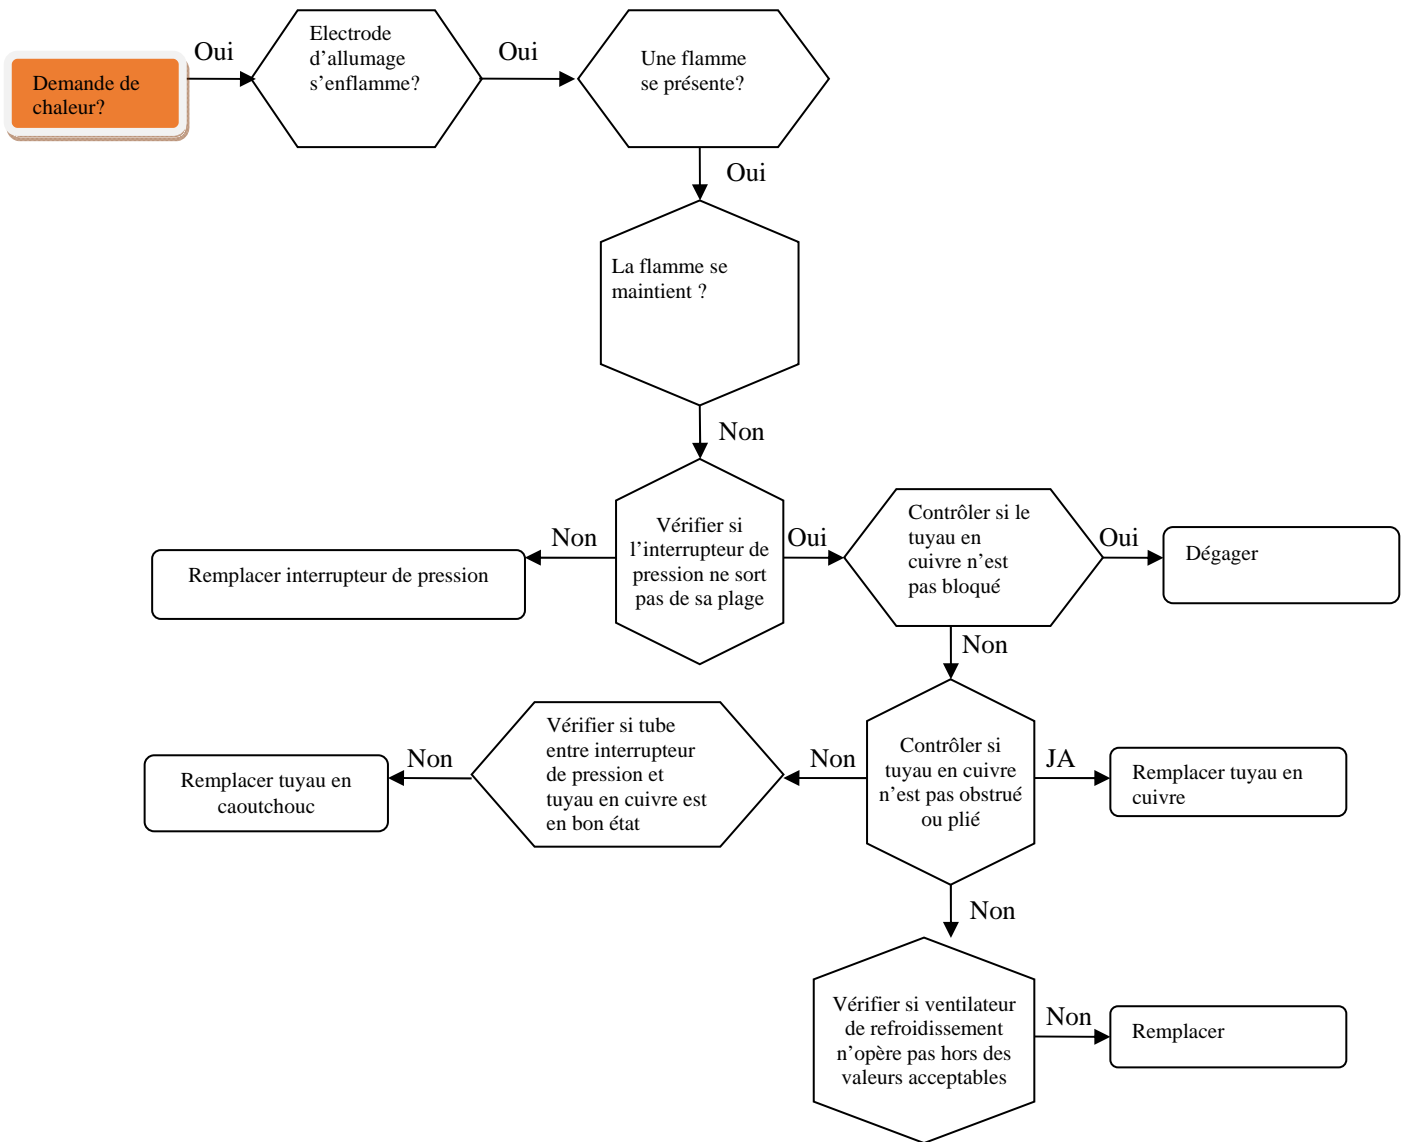 Demande de
chaleur?
Oui
Electrode
d’allumage
s’enflamme?
Oui
Une flamme
se présente?
Oui
La flamme se
maintient ?
Non
Vérifier si
l’interrupteur de
pression ne sort
pas de sa plage
Non
Remplacer interrupteur de pression
Oui
Contrôler si le
tuyau en
cuivre n’est
pas bloqué
Oui
Dégager
Non
Contrôler si
tuyau en cuivre
n’est pas obstrué
ou plié
JA
Remplacer tuyau en
cuivre
Non
Vérifier si tube
entre interrupteur
de pression et
tuyau en cuivre est
en bon état
Non
Remplacer tuyau en
caoutchouc
Non
Vérifier si ventilateur
de refroidissement
n’opère pas hors des
valeurs acceptables
Non
Remplacer